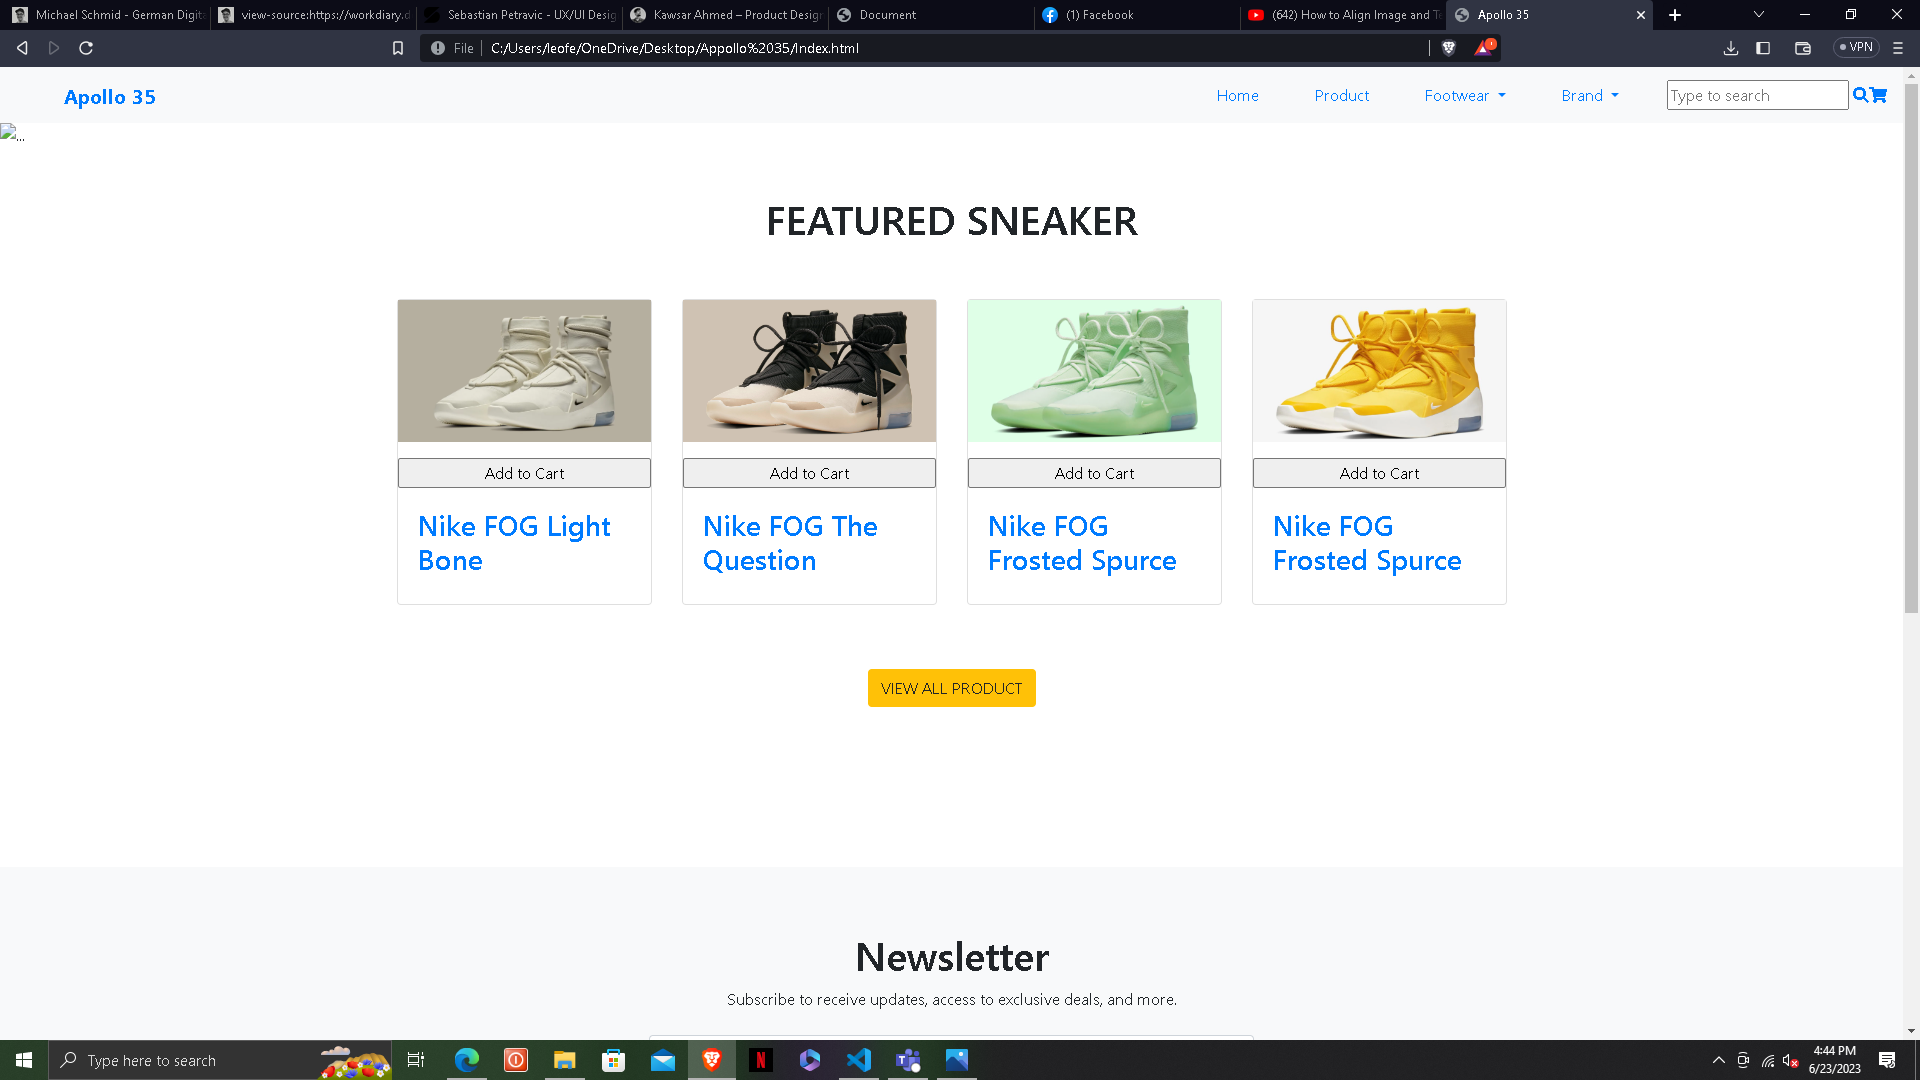 Michael Schmid - German Digita
view-source:https://workdiary.d
Sebastian Petravic - UX/UI Desig
Kawsar Ahmed – Product Design
Document
(1) Facebook
(642) How to Align Image and Te
Apollo 35
File
C:/Users/leofe/OneDrive/Desktop/Appollo%2035/Index.html
1
VPN
Apollo 35
Home
Product
Footwear
Brand
Type to search
...
FEATURED SNEAKER
Add to Cart
Add to Cart
Add to Cart
Add to Cart
Nike FOG Light
Bone
Nike FOG The
Question
Nike FOG
Frosted Spurce
Nike FOG
Frosted Spurce
VIEW ALL PRODUCT
Newsletter
Subscribe to receive updates, access to exclusive deals, and more.
Type here to search
4:44 PM
6/23/2023